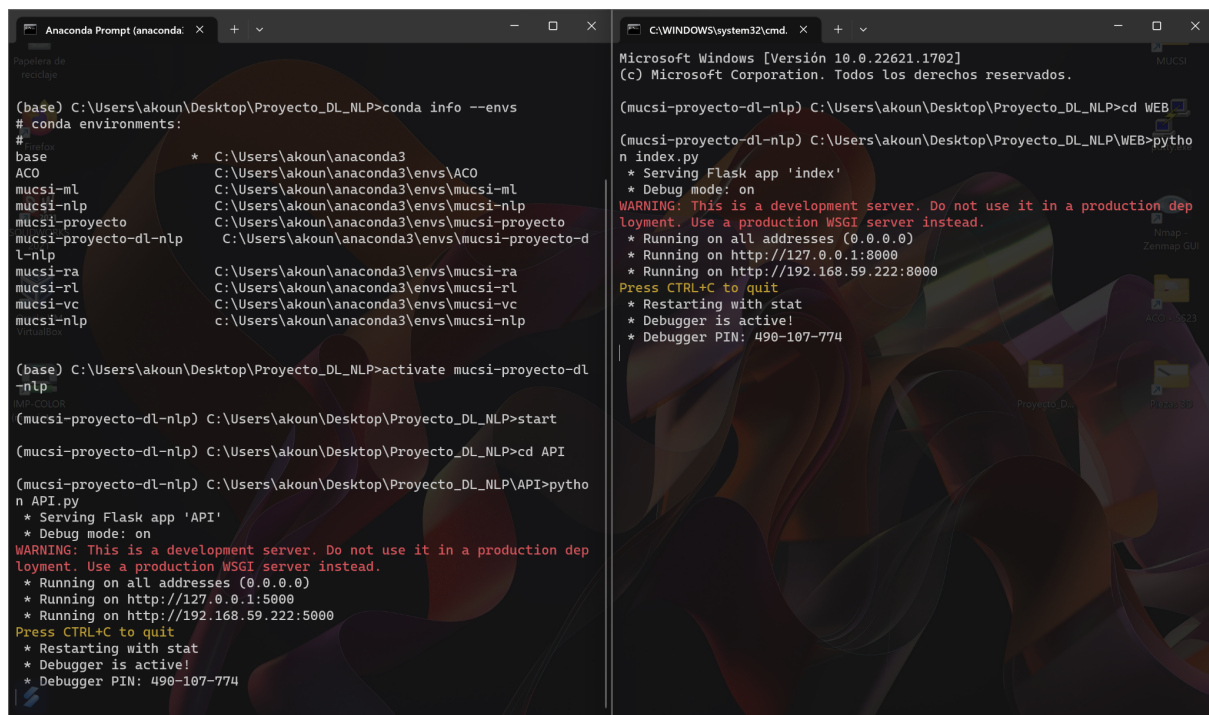 Anaconda Prompt (anaconda:
Papelera de
reciclaje
(base) C:\Users\akoun\Desktop\Proyecto_DL_NLP>conda info --envs
# conda environments:
#
Firefox
base                  *  C:\Users\akoun\anaconda3
ACO                      C:\Users\akoun\anaconda3\envs\ACO
mucsi-ml                 C:\Users\akoun\anaconda3\envs\mucsi-ml
mucsi-nlp                C:\Users\akoun\anaconda3\envs\mucsi-nlp
mucsi-proyecto           C:\Users\akoun\anaconda3\envs\mucsi-proyecto
mucsi-proyecto-dl-nlp     C:\Users\akoun\anaconda3\envs\mucsi-proyecto-d
l-nlp
mucsi-ra                 C:\Users\akoun\anaconda3\envs\mucsi-ra
mucsi-rl                 C:\Users\akoun\anaconda3\envs\mucsi-rl
mucsi-vc                 C:\Users\akoun\anaconda3\envs\mucsi-vc
mucsi-nlp                c:\Users\akoun\anaconda3\envs\mucsi-nlp
VirtualBox
(base) C:\Users\akoun\Desktop\Proyecto_DL_NLP>activate mucsi-proyecto-dl
-nlp
IMP-COLOR
(mucsi-proyecto-dl-nlp) C:\Users\akoun\Desktop\Proyecto_DL_NLP>start
(mucsi-proyecto-dl-nlp) C:\Users\akoun\Desktop\Proyecto_DL_NLP>cd API
(mucsi-proyecto-dl-nlp) C:\Users\akoun\Desktop\Proyecto_DL_NLP\API>pytho
n API.py
 * Serving Flask app 'API'
 * Debug mode: on
WARNING: This is a development server. Do not use it in a production dep
loyment. Use a production WSGI server instead.
 * Running on all addresses (0.0.0.0)
 * Running on http://127.0.0.1:5000
 * Running on http://192.168.59.222:5000
Press CTRL+C to quit
 * Restarting with stat
 * Debugger is active!
 * Debugger PIN: 490-107-774
C:\WINDOWS\system32\cmd.
Microsoft Windows [Versión 10.0.22621.1702]
(c) Microsoft Corporation. Todos los derechos reservados.
MUCSI
(mucsi-proyecto-dl-nlp) C:\Users\akoun\Desktop\Proyecto_DL_NLP>cd WEB
(mucsi-proyecto-dl-nlp) C:\Users\akoun\Desktop\Proyecto_DL_NLP\WEB>pytho
n index.py
 * Serving Flask app 'index'
 * Debug mode: on
WARNING: This is a development server. Do not use it in a production dep
loyment. Use a production WSGI server instead.
 * Running on all addresses (0.0.0.0)
Nmap -
Zenmap GUI
 * Running on http://127.0.0.1:8000
 * Running on http://192.168.59.222:8000
Press CTRL+C to quit
 * Restarting with stat
 * Debugger is active!
 * Debugger PIN: 490-107-774
Proyecto_D...